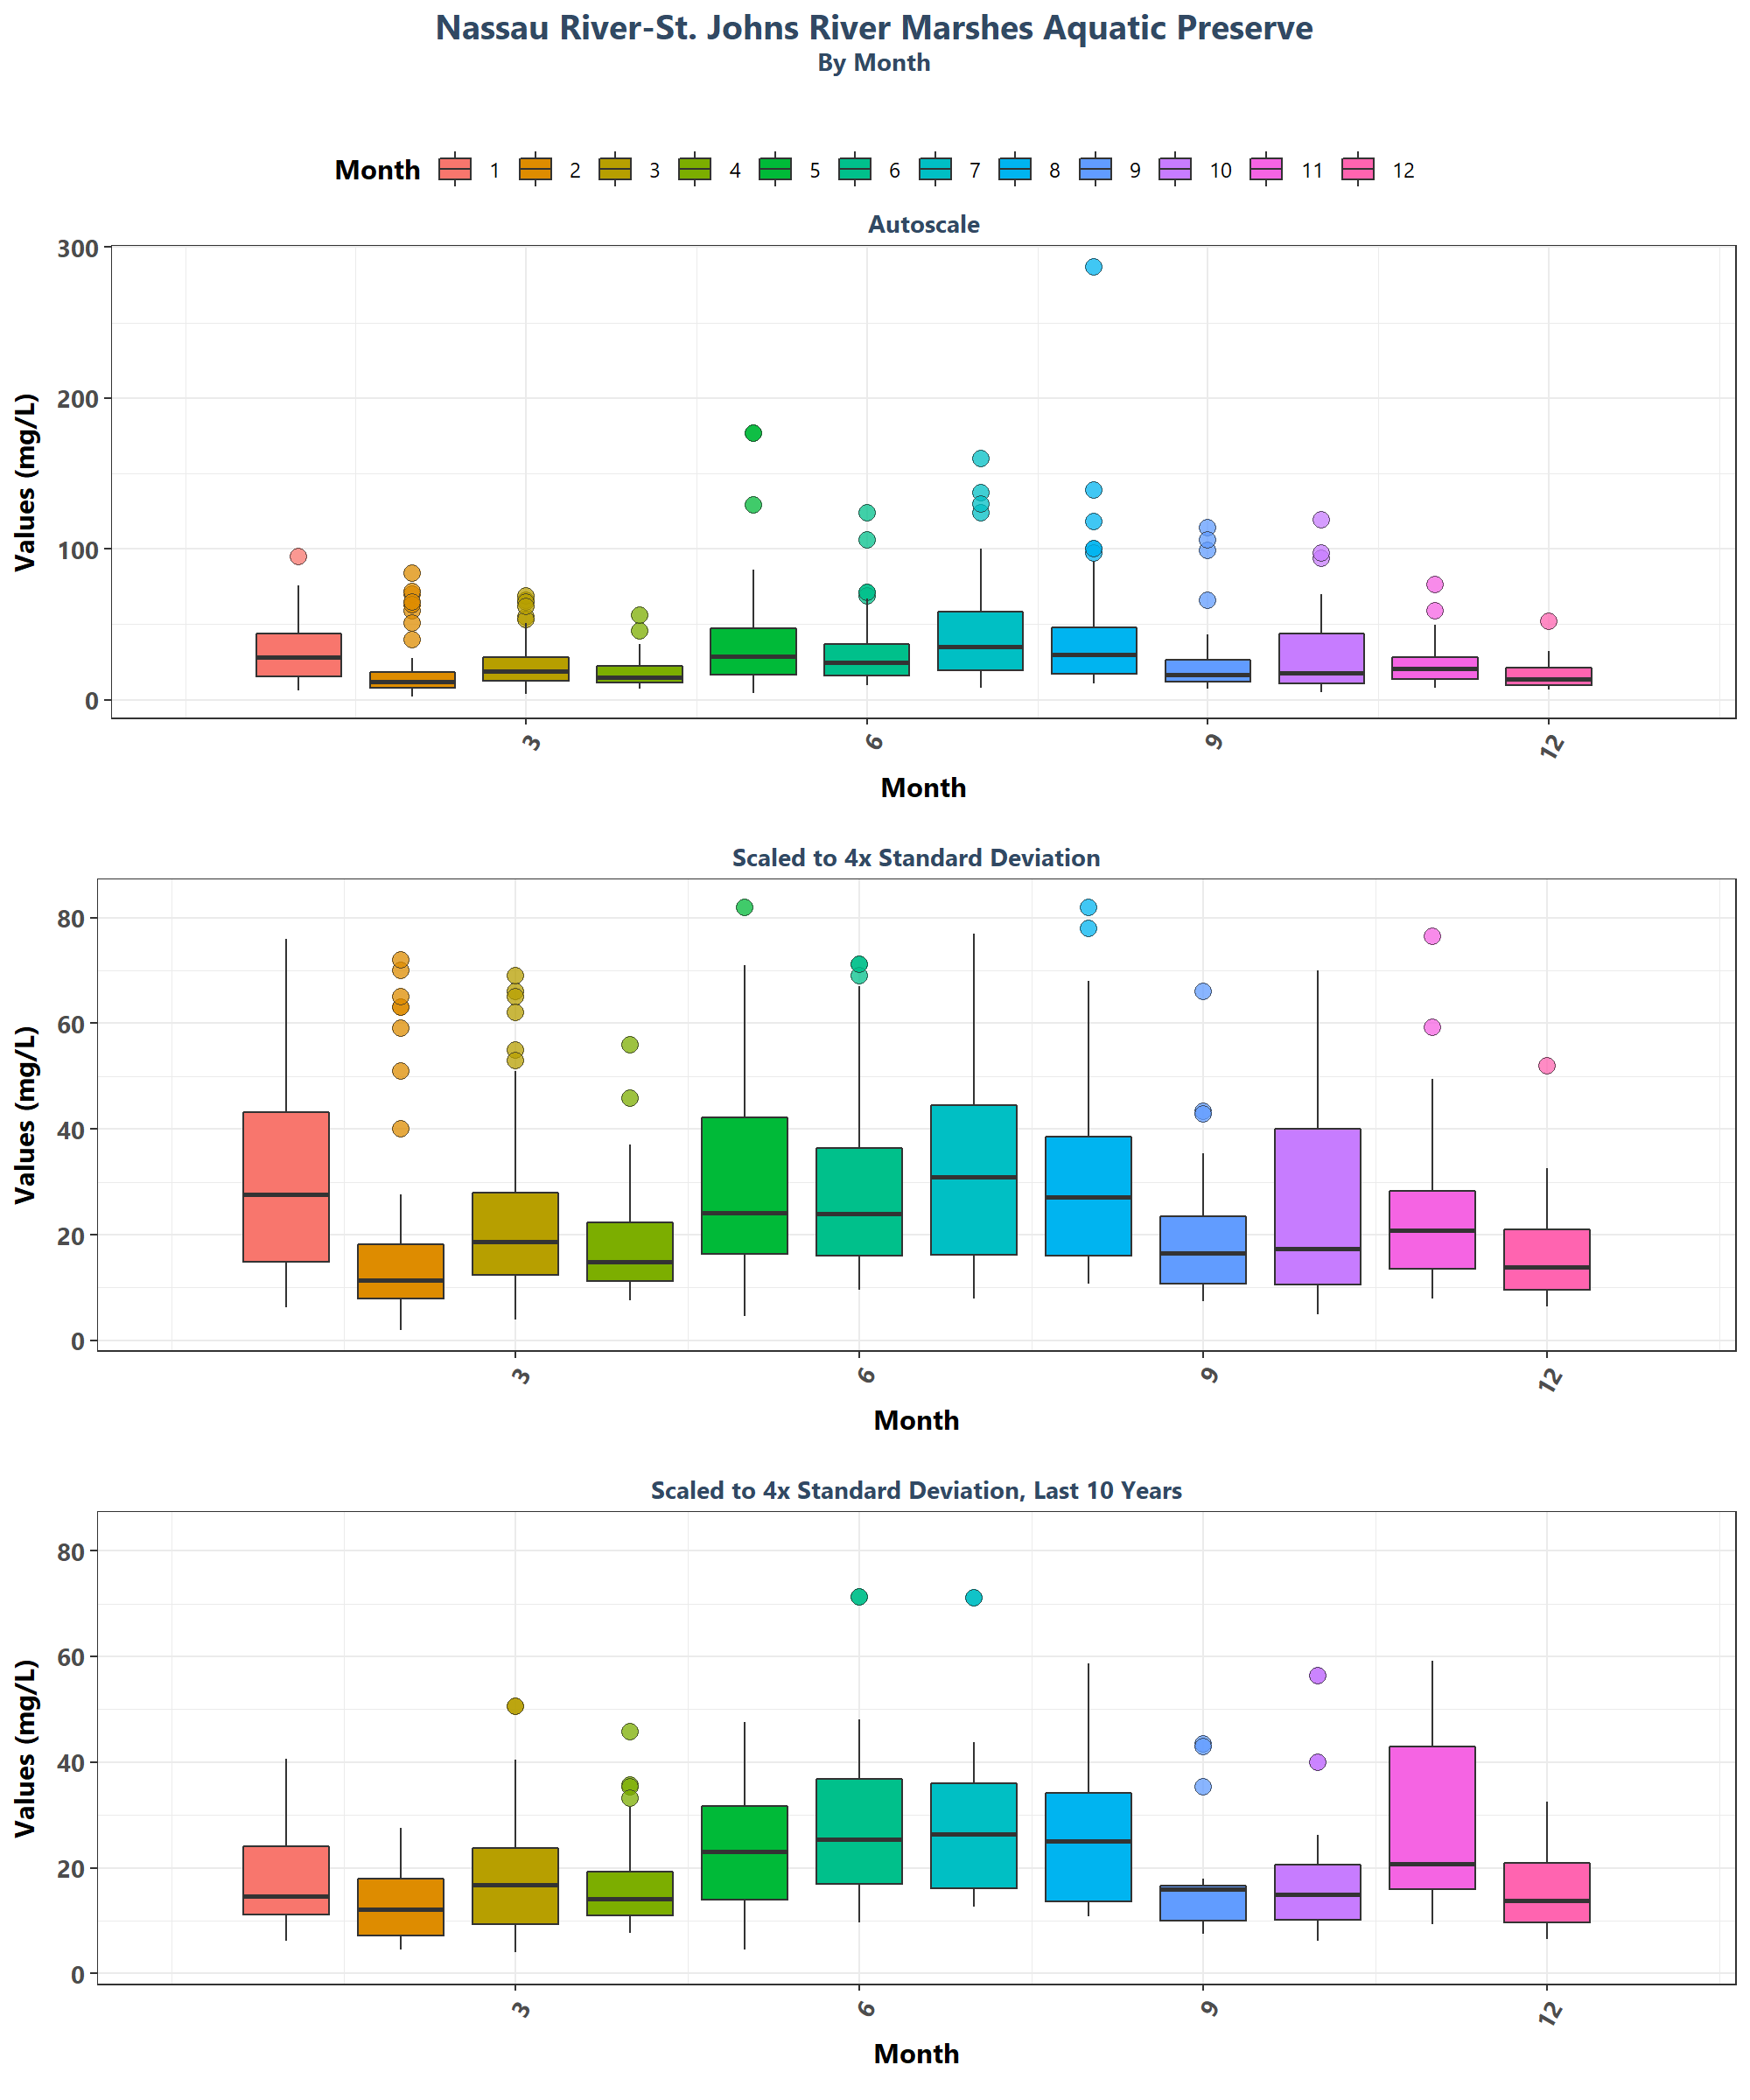 Nassau River-St. Johns River Marshes Aquatic Preserve
By Month
Month 1 2 3 4 5 6 7 8 9 10 11 12
Autoscale
Values (mg/L)
300
200
100
0
3 6 9 12
Month
Scaled to 4x Standard Deviation
Values (mg/L)
80
60
40
20
0
3 6 9 12
Month
Scaled to 4x Standard Deviation, Last 10 Years
Values (mg/L)
80
60
40
20
0
3 6 9 12
Month